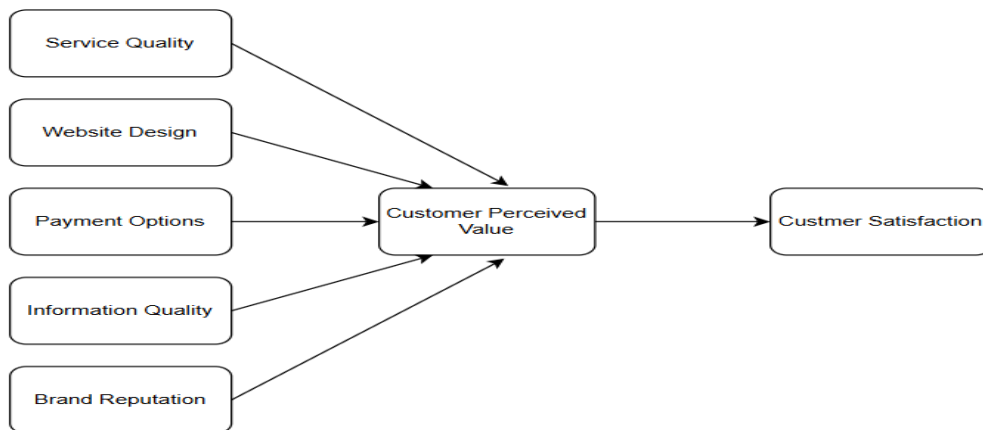 Service Quality
Website Design
Payment Options
Customer Perceived
Value
Custmer Satisfaction
Information Quality
Brand Reputation